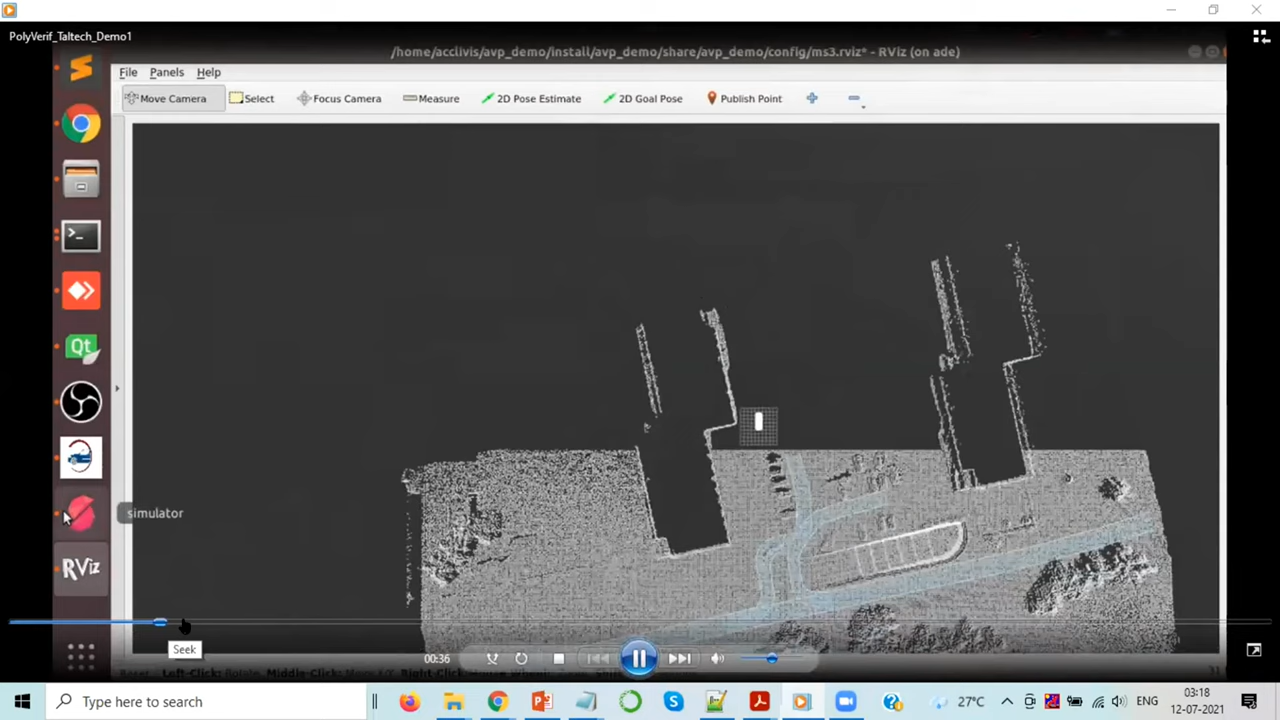 PolyVerif_Taltech_Demo1
/home/acclivis/avp_demo/install/avp_demo/share/avp_demo/config/ms3.rviz* - RViz (on ade)
File Panels Help
Move Camera Select Focus Camera Measure 2D Pose Estimate 2D Goal Pose Publish Point
Qt
simulator
RViz
Seek
00:36
Type here to search
27°C
ENG
03:18
12-07-2021